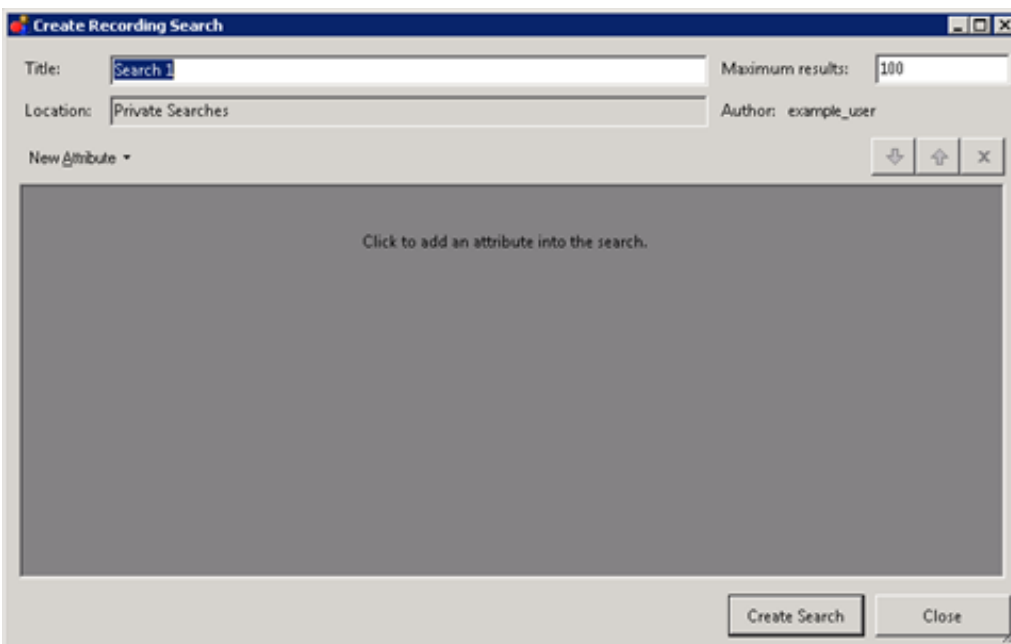 Create Recording Search
Title: Search 1 Maximum results: 100
Location: Private Searches Author: example_user
New Attribute
Click to add an attribute into the search.
Create Search Close